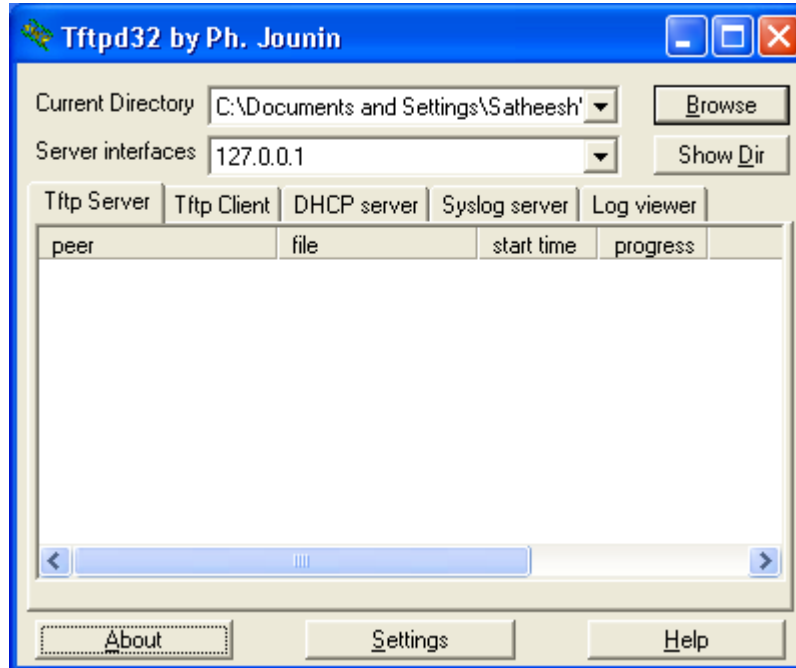 Tftpd32 by Ph. Jounin
Current Directory C:\Documents and Settings\Satheesh' Browse
Server interfaces 127.0.0.1 Show Dir
Tftp Server Tftp Client DHCP server Syslog server Log viewer
peer file start time progress
About Settings Help